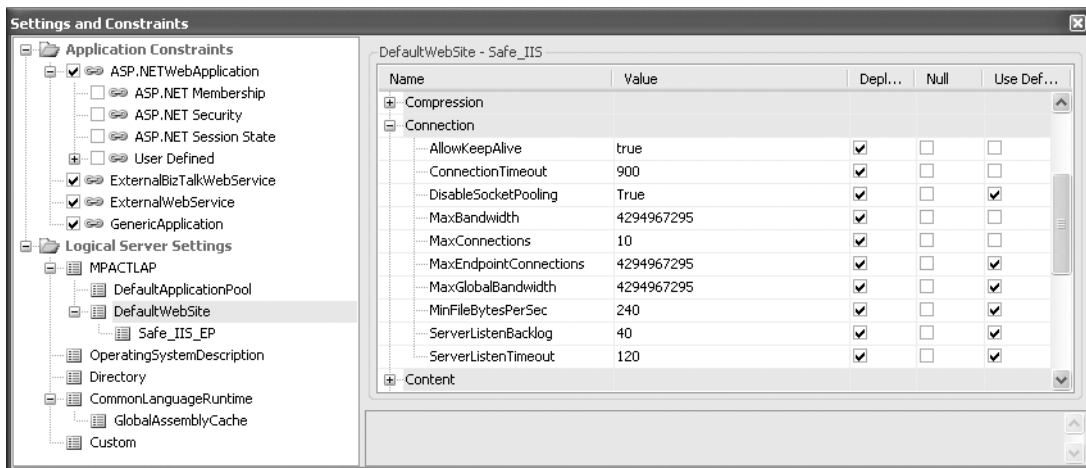 Settings and Constraints
Application Constraints
ASP.NETWebApplication
ASP.NET Membership
ASP.NET Security
ASP.NET Session State
User Defined
ExternalBizTalkWebService
ExternalWebService
GenericApplication
Logical Server Settings
MPACTLAP
DefaultApplicationPool
DefaultWebSite
Safe_IIS_EP
OperatingSystemDescription
Directory
CommonLanguageRuntime
GlobalAssemblyCache
Custom
DefaultWebSite - Safe_IIS
Name Value Depl... Null Use Def...
Compression
Connection
AllowKeepAlive true
ConnectionTimeout 900
DisableSocketPooling True
MaxBandwidth 4294967295
MaxConnections 10
MaxEndpointConnections 4294967295
MaxGlobalBandwidth 4294967295
MinFileBytesPerSec 240
ServerListenBacklog 40
ServerListenTimeout 120
Content